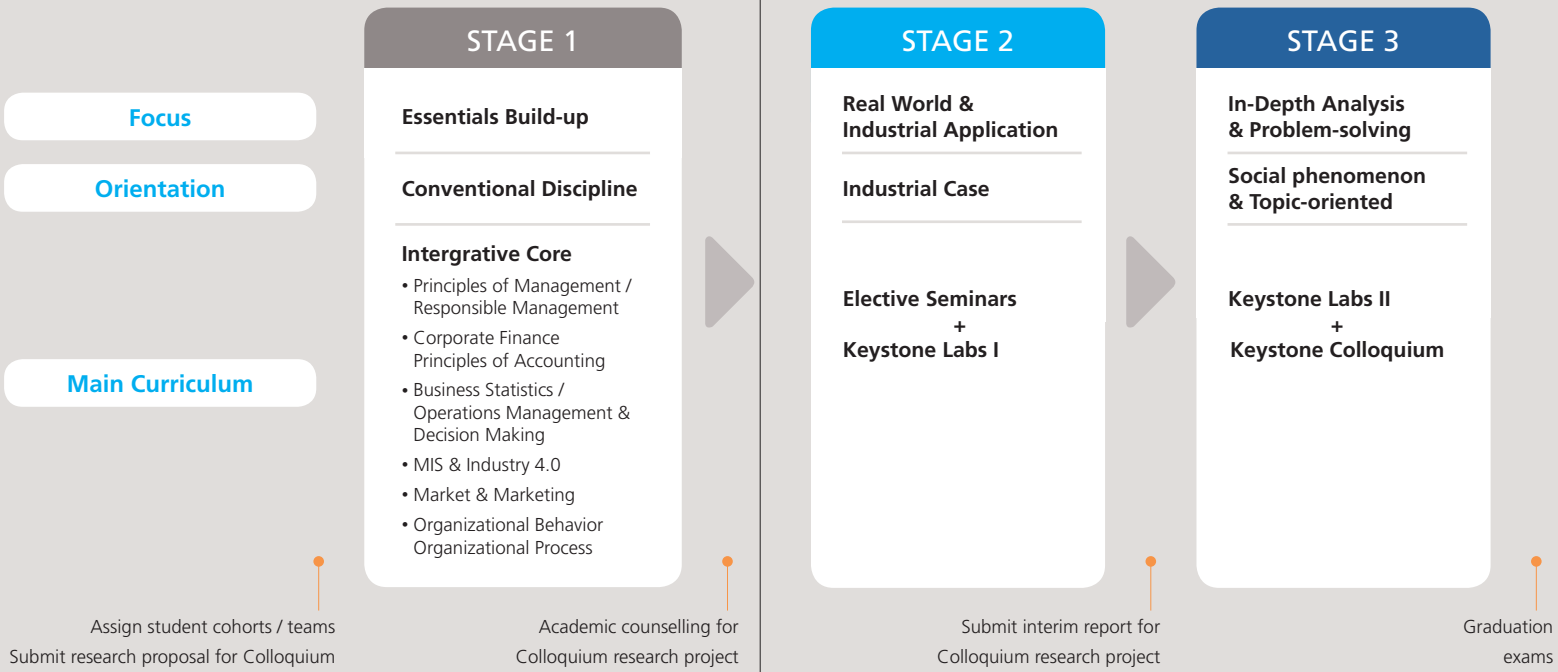 STAGE 1
STAGE 2
STAGE 3
Focus
Essentials Build-up
Real World &
Industrial Application
In-Depth Analysis
& Problem-solving
Orientation
Conventional Discipline
Industrial Case
Social phenomenon
& Topic-oriented
Main Curriculum
Intergrative Core
• Principles of Management /
Responsible Management
• Corporate Finance
Principles of Accounting
• Business Statistics /
Operations Management &
Decision Making
• MIS & Industry 4.0
• Market & Marketing
• Organizational Behavior
Organizational Process
Elective Seminars
+
Keystone Labs I
Keystone Labs II
+
Keystone Colloquium
Assign student cohorts / teams
Submit research proposal for Colloquium
Academic counselling for
Colloquium research project
Submit interim report for
Colloquium research project
Graduation
exams